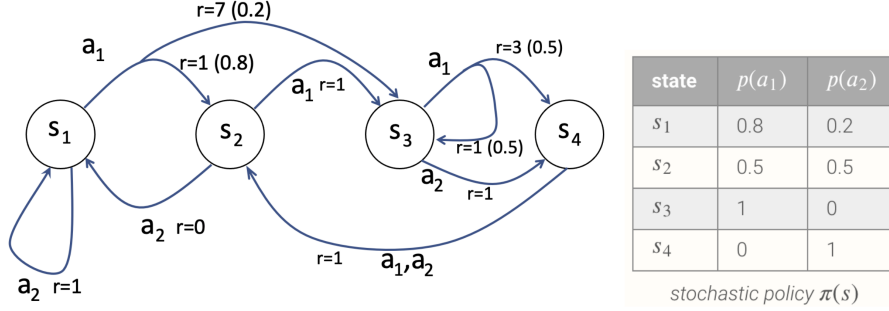 r=7 (0.2)
a1
r=1 (0.8)
a1 r=1
a1
r=3 (0.5)
s1
s2
s3
s4
r=1 (0.5)
a2
r=1
a2 r=0
r=1
a1,a2
a2 r=1
state p(a1) p(a2)
s1 0.8 0.2
s2 0.5 0.5
s3 1 0
s4 0 1
stochastic policy π(s)